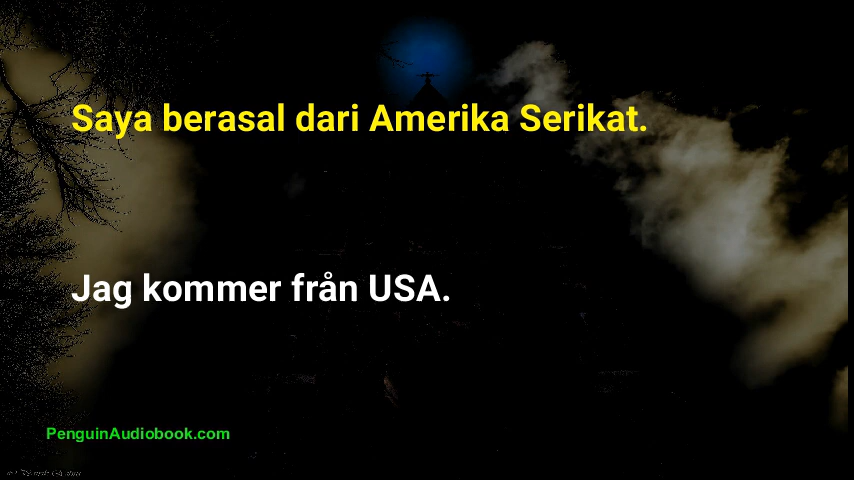 Saya berasal dari Amerika Serikat.
Jag kommer från USA.
PenguinAudiobook.com